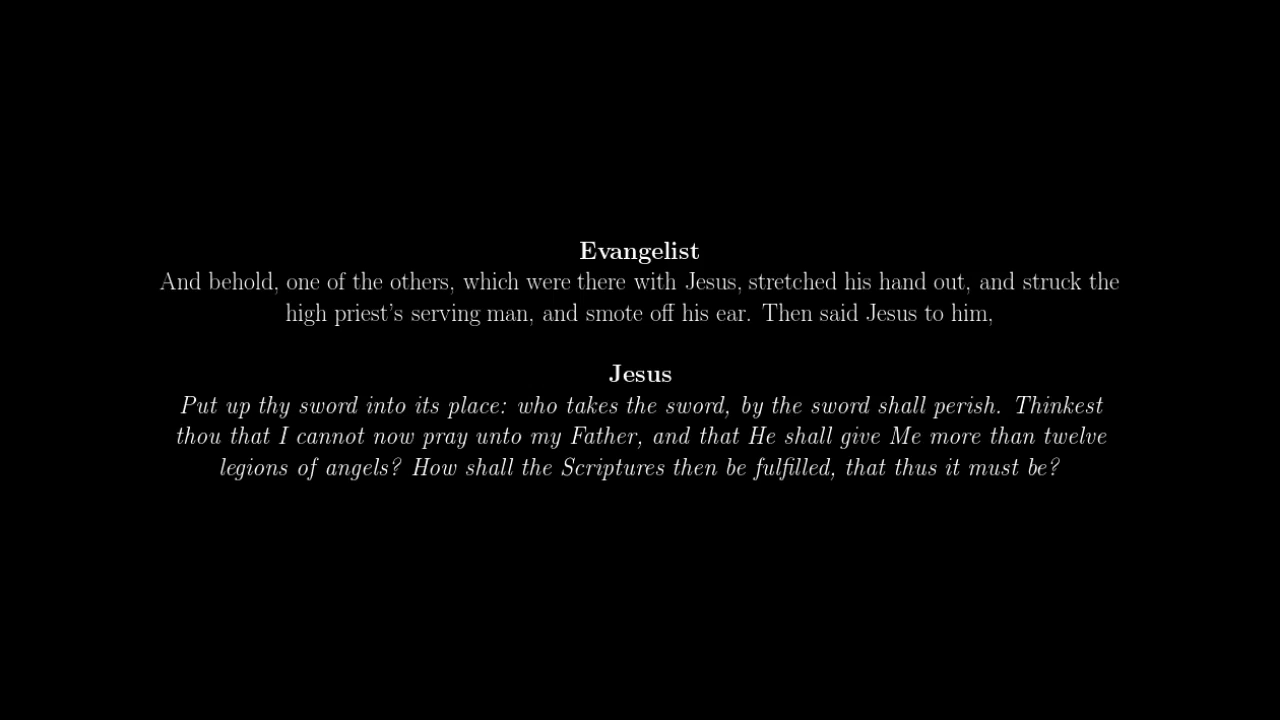 Evangelist
And behold, one of the others, which were there with Jesus, stretched his hand out, and struck the
high priest's serving man, and smote off his ear. Then said Jesus to him,
Jesus
Put up thy sword into its place: who takes the sword, by the sword shall perish. Thinkest
thou that I cannot now pray unto my Father, and that He shall give Me more than twelve
legions of angels? How shall the Scriptures then be fulfilled, that thus it must be?